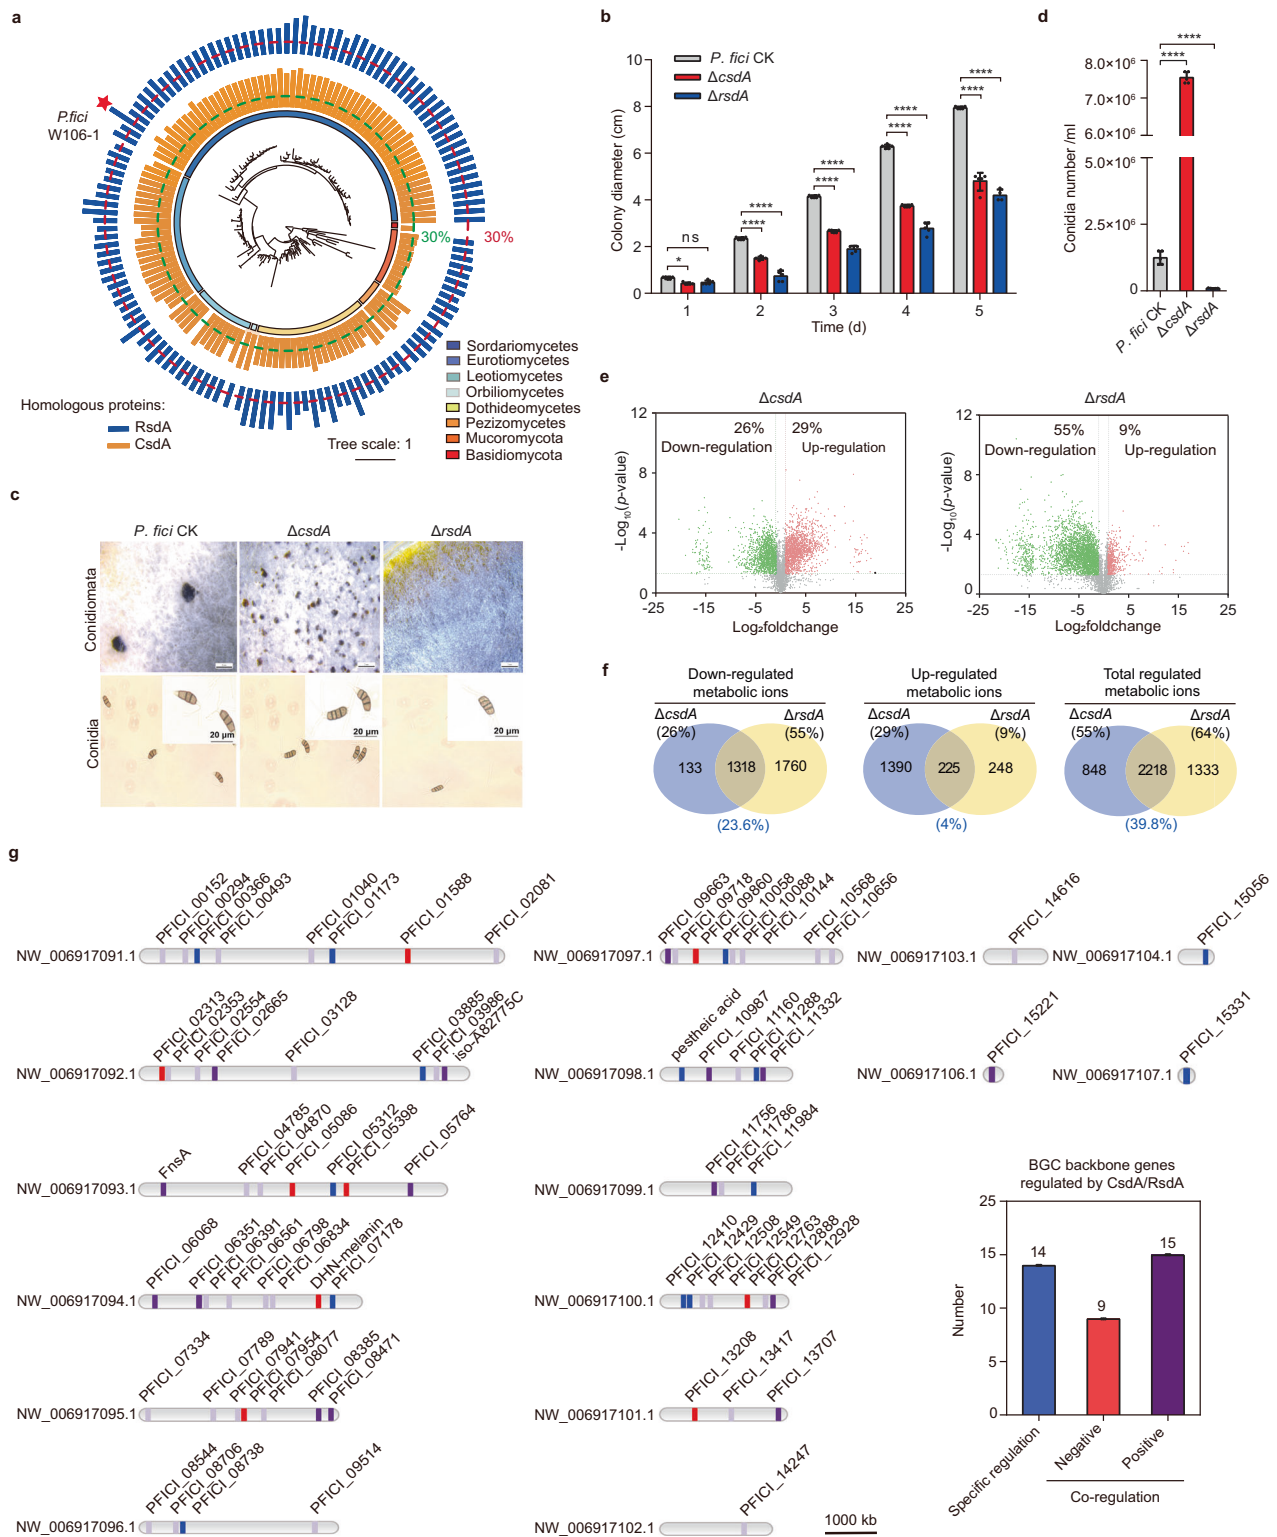 a
P.fici
W106-1
30%
30%
Sordariomycetes
Eurotiomycetes
Leotiomycetes
Orbiliomycetes
Dothideomycetes
Pezizomycetes
Mucoromycota
Basidiomycota
Homologous proteins:
RsdA
CsdA
Tree scale: 1
b
P. fici CK
ΔcsdA
ΔrsdA
Colony diameter (cm)
10
8
6
4
2
0
ns
*
****
****
****
****
****
****
****
****
1 2 3 4 5
Time (d)
d
****
****
Conidia number /ml
8.0×10⁶
7.0×10⁶
6.0×10⁶
5.0×10⁶
2.5×10⁶
0
P. fici CK
ΔcsdA
ΔrsdA
c
P. fici CK ΔcsdA ΔrsdA
Conidiomata
Conidia
20 µm
20 µm
20 µm
e
ΔcsdA
26% 29%
Down-regulation Up-regulation
-Log₁₀(p-value)
12
8
4
0
-25 -15 -5 5 15 25
Log₂foldchange
ΔrsdA
55% 9%
Down-regulation Up-regulation
-Log₁₀(p-value)
12
8
4
0
-25 -15 -5 5 15 25
Log₂foldchange
f
Down-regulated
metabolic ions
ΔcsdA ΔrsdA
(26%) (55%)
133 1318 1760
(23.6%)
Up-regulated
metabolic ions
ΔcsdA ΔrsdA
(29%) (9%)
1390 225 248
(4%)
Total regulated
metabolic ions
ΔcsdA ΔrsdA
(55%) (64%)
848 2218 1333
(39.8%)
g
PFICI_00152
PFICI_00294
PFICI_00366
PFICI_00493
PFICI_01040
PFICI_01173
PFICI_01588
PFICI_02081
NW_006917091.1
PFICI_02313
PFICI_02353
PFICI_02554
PFICI_02665
PFICI_03128
PFICI_03885
PFICI_03986
iso-A82775C
NW_006917092.1
FnsA
PFICI_04785
PFICI_04870
PFICI_05086
PFICI_05312
PFICI_05398
PFICI_05764
NW_006917093.1
PFICI_06068
PFICI_06351
PFICI_06391
PFICI_06561
PFICI_06798
PFICI_06834
DHN-melanin
PFICI_07178
NW_006917094.1
PFICI_07334
PFICI_07789
PFICI_07941
PFICI_07954
PFICI_08077
PFICI_08385
PFICI_08471
NW_006917095.1
PFICI_08544
PFICI_08706
PFICI_08738
PFICI_09514
NW_006917096.1
PFICI_09663
PFICI_09718
PFICI_09860
PFICI_10058
PFICI_10088
PFICI_10144
PFICI_10568
PFICI_10656
NW_006917097.1
pestheic acid
PFICI_10987
PFICI_11160
PFICI_11288
PFICI_11332
NW_006917098.1
PFICI_11756
PFICI_11786
PFICI_11984
NW_006917099.1
PFICI_12410
PFICI_12429
PFICI_12508
PFICI_12549
PFICI_12763
PFICI_12888
PFICI_12928
NW_006917100.1
PFICI_13208
PFICI_13417
PFICI_13707
NW_006917101.1
PFICI_14247
NW_006917102.1
1000 kb
PFICI_14616
NW_006917103.1
PFICI_15056
NW_006917104.1
PFICI_15221
NW_006917106.1
PFICI_15331
NW_006917107.1
BGC backbone genes
regulated by CsdA/RsdA
Number
25
15
10
5
0
14
9
15
Specific regulation
Negative
Positive
Co-regulation